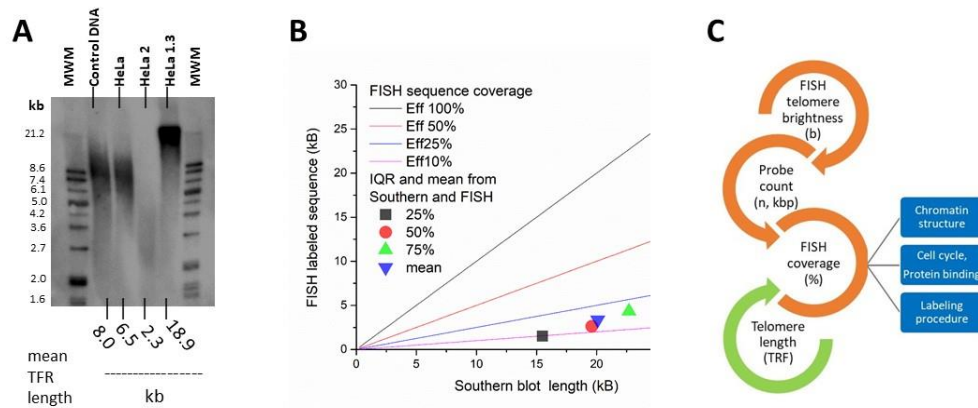 A
MWM
Control DNA
HeLa
HeLa 2
HeLa 1.3
MWM
kb
21.2
8.6
7.4
6.1
5.0
4.2
3.6
2.7
2.0
1.6
8.0
6.5
2.3
18.9
mean
TFR
length
kb
B
FISH labeled sequence (kB)
30
25
20
15
10
5
0
FISH sequence coverage
Eff 100%
Eff 50%
Eff25%
Eff10%
IQR and mean from
Southern and FISH
25%
50%
75%
mean
0
5
10
15
20
Southern blot length (kB)
C
FISH
telomere
brightness
(b)
Probe
count
(n, kbp)
FISH
coverage
(%)
Telomere
length
(TRF)
Chromatin
structure
Cell cycle,
Protein binding
Labeling
procedure